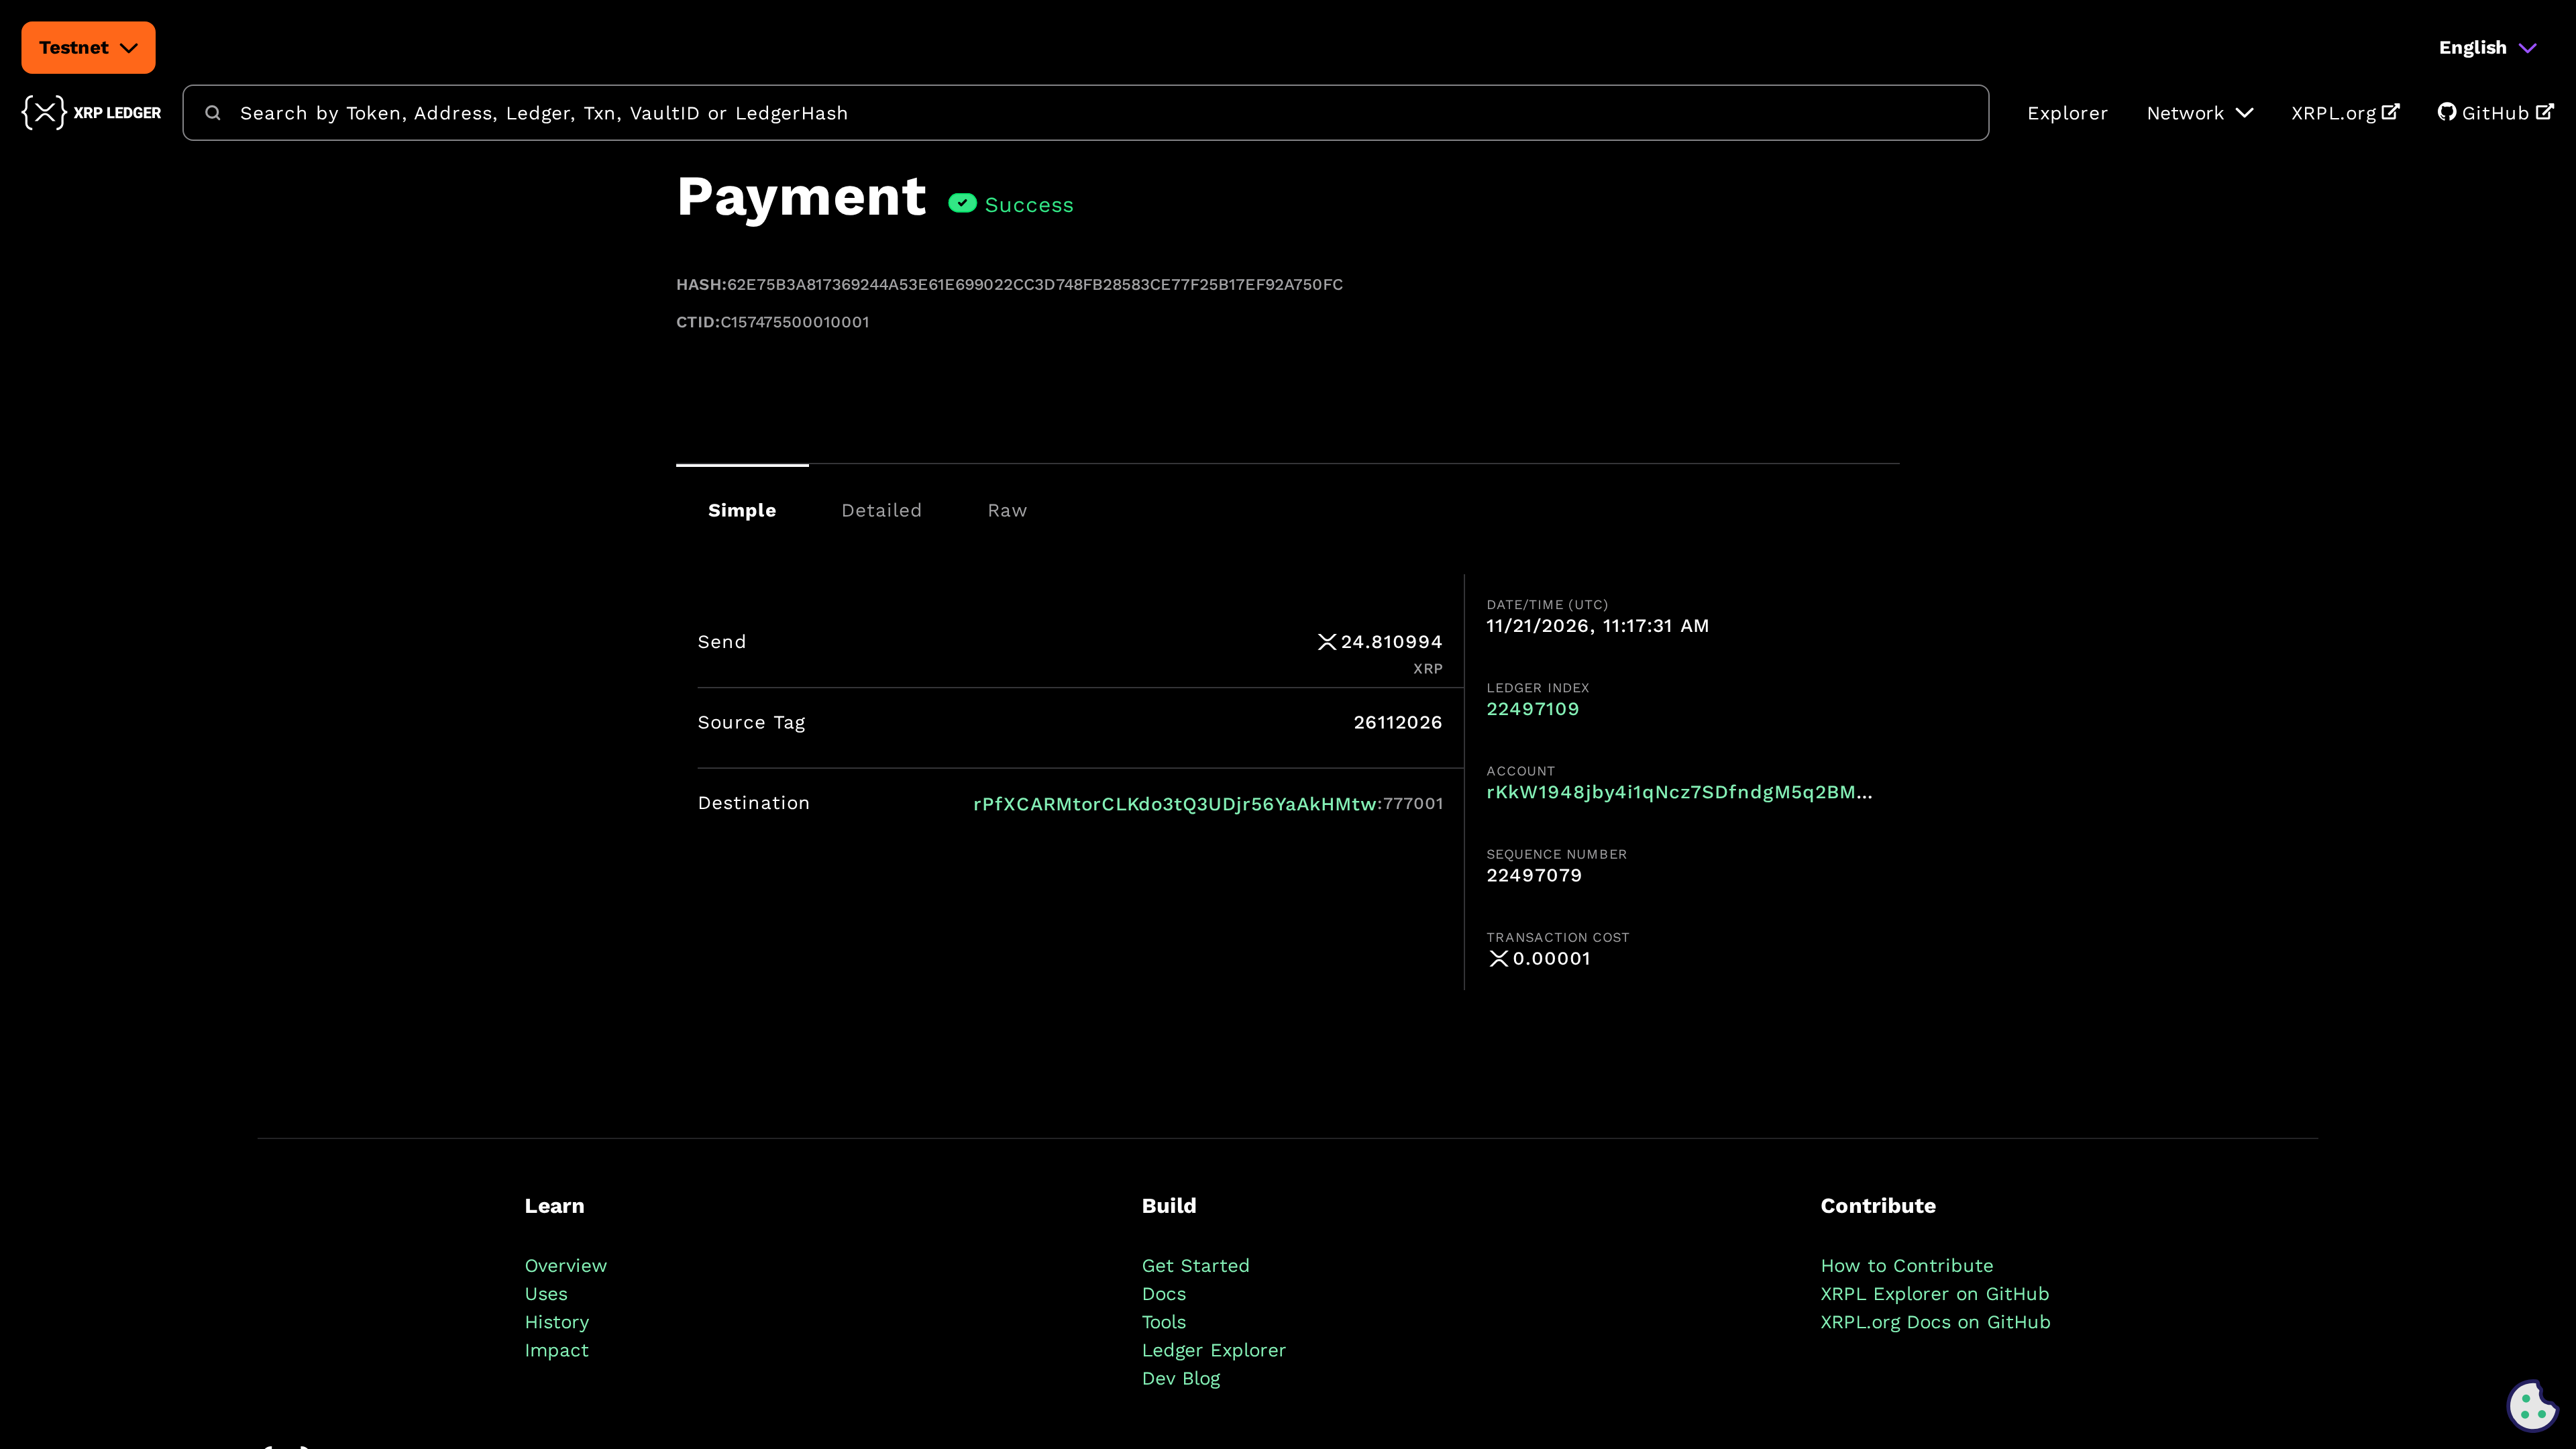 Testnet
English
XRP LEDGER
Search by Token, Address, Ledger, Txn, VaultID or LedgerHash
Explorer
Network
XRPL.org
GitHub
Payment
Success
HASH:62E75B3A817369244A53E61E699022CC3D748FB28583CE77F25B17EF92A750FC
CTID:C157475500010001
Simple
Detailed
Raw
Send
24.810994
XRP
Source Tag
26112026
Destination
rPfXCARMtorCLKdo3tQ3UDjr56YaAkHMtw:777001
DATE/TIME (UTC)
11/21/2026, 11:17:31 AM
LEDGER INDEX
22497109
ACCOUNT
rKkW1948jby4i1qNcz7SDfndgM5q2BM...
SEQUENCE NUMBER
22497079
TRANSACTION COST
0.00001
Learn
Overview
Uses
History
Impact
Build
Get Started
Docs
Tools
Ledger Explorer
Dev Blog
Contribute
How to Contribute
XRPL Explorer on GitHub
XRPL.org Docs on GitHub